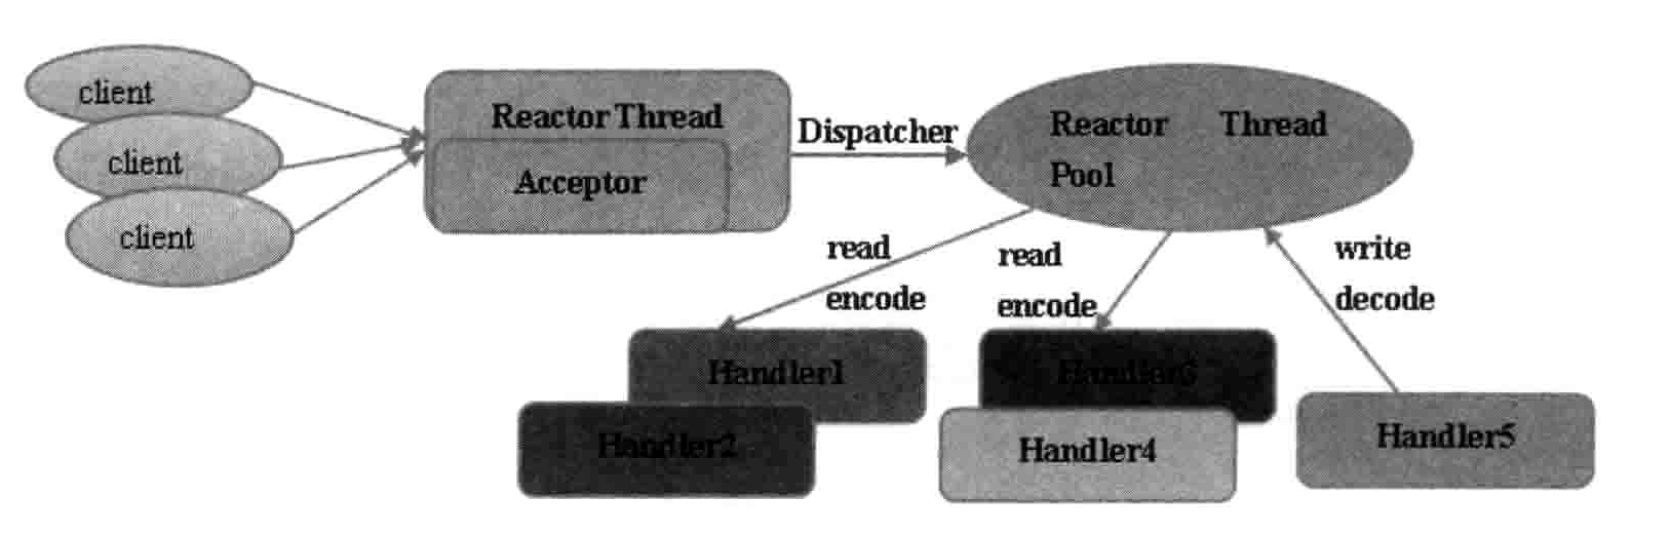 client
client
client
Reactor Thread
Acceptor
Dispatcher
Reactor Thread
Pool
read
encode
read
encode
write
decode
Handler1
Handler2
Handler3
Handler4
Handler5